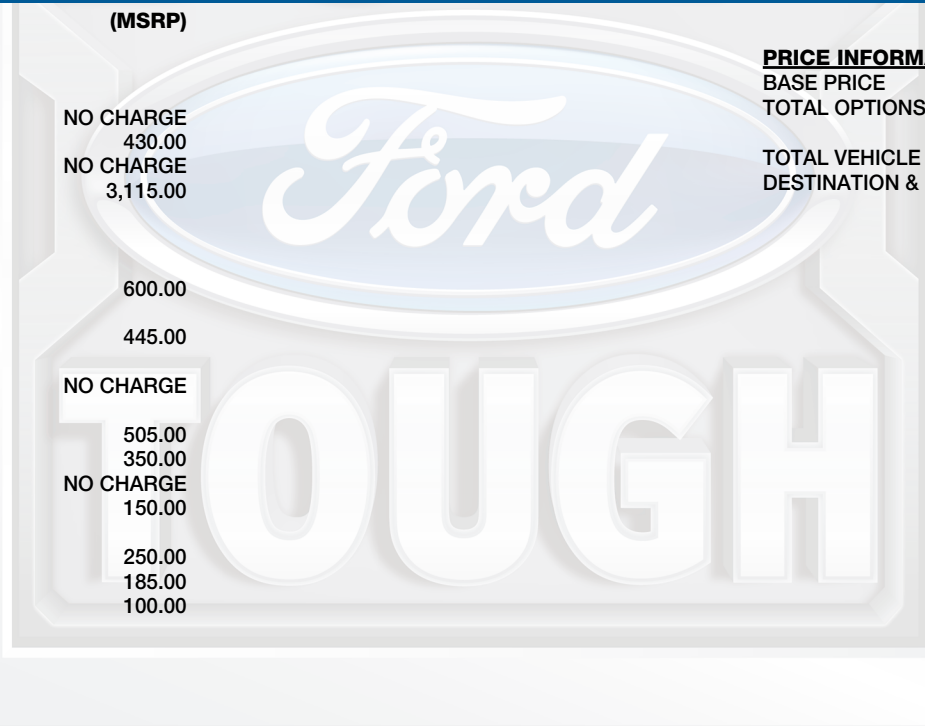 (MSRP)
NO CHARGE
430.00
NO CHARGE
3,115.00
600.00
445.00
NO CHARGE
505.00
350.00
NO CHARGE
150.00
250.00
185.00
100.00
PRICE INFORMA
BASE PRICE
TOTAL OPTIONS
TOTAL VEHICLE
DESTINATION &
Ford
TOUGH